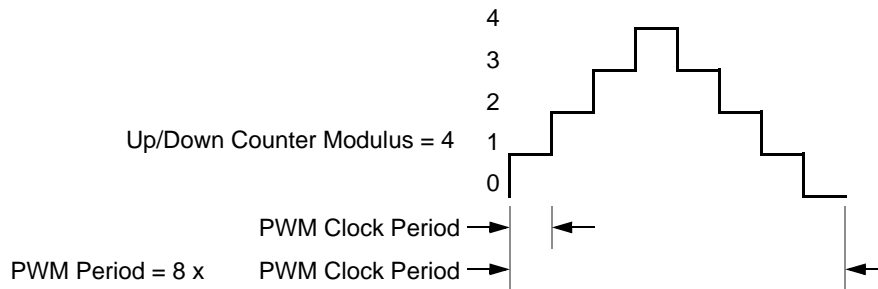 4
3
2
Up/Down Counter Modulus = 4 1
0
PWM Clock Period
PWM Period = 8 x PWM Clock Period